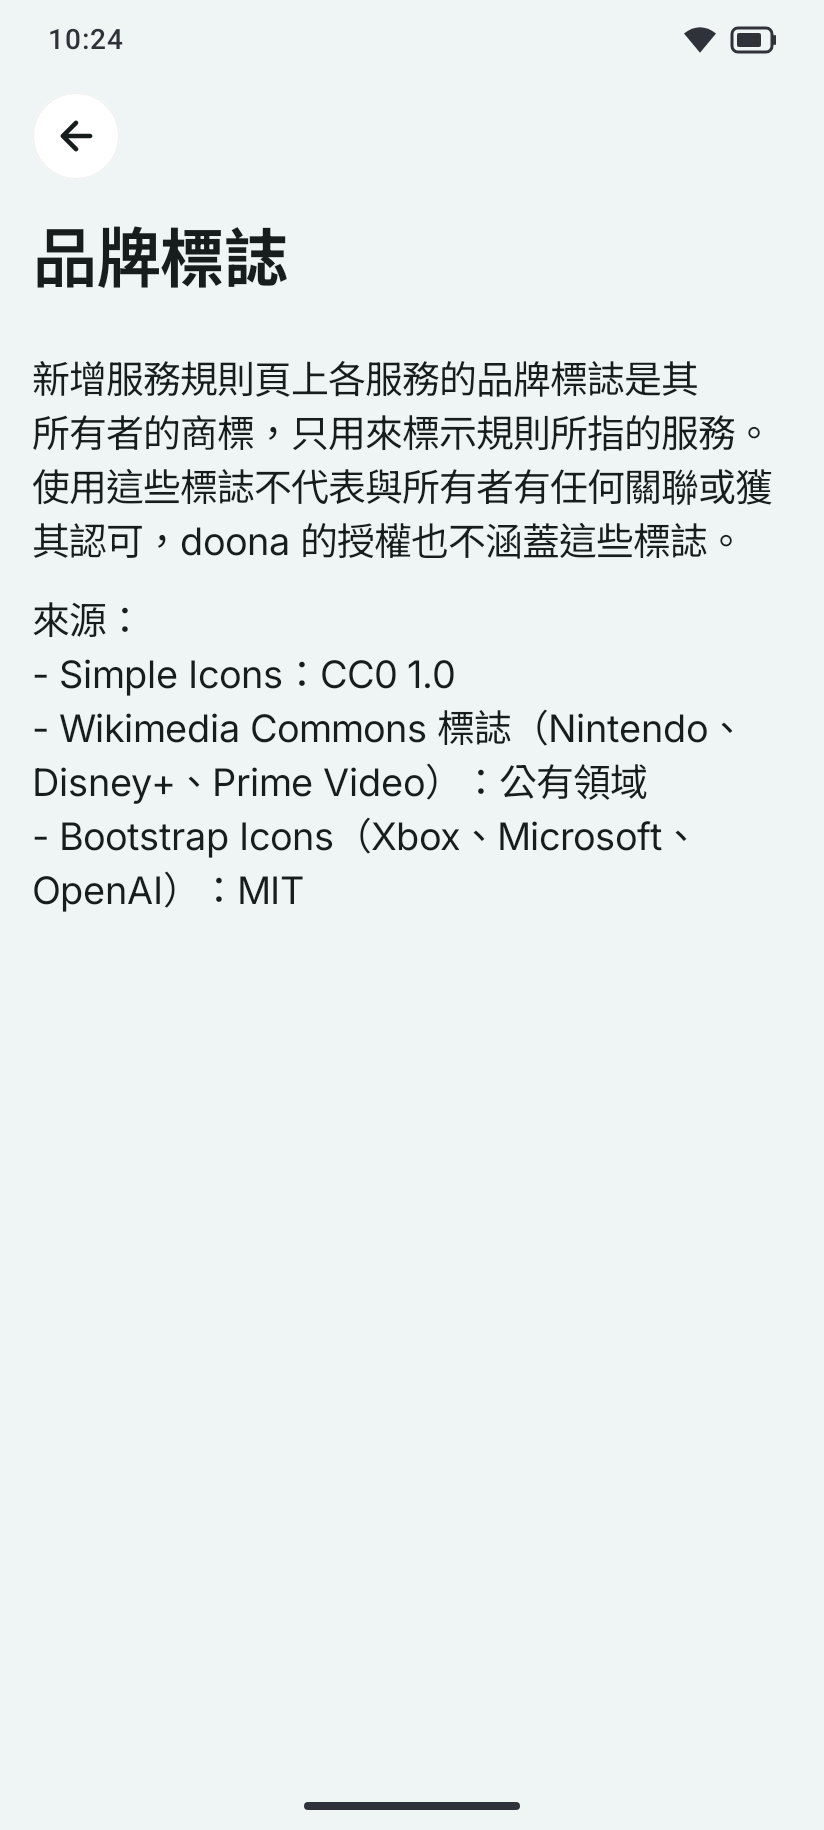 10:24
品牌標誌
新增服務規則頁上各服務的品牌標誌是其
所有者的商標，只用來標示規則所指的服務。
使用這些標誌不代表與所有者有任何關聯或獲
其認可，doona 的授權也不涵蓋這些標誌。
來源：
- Simple Icons：CC0 1.0
- Wikimedia Commons 標誌（Nintendo、
Disney+、Prime Video）：公有領域
- Bootstrap Icons（Xbox、Microsoft、
OpenAI）：MIT